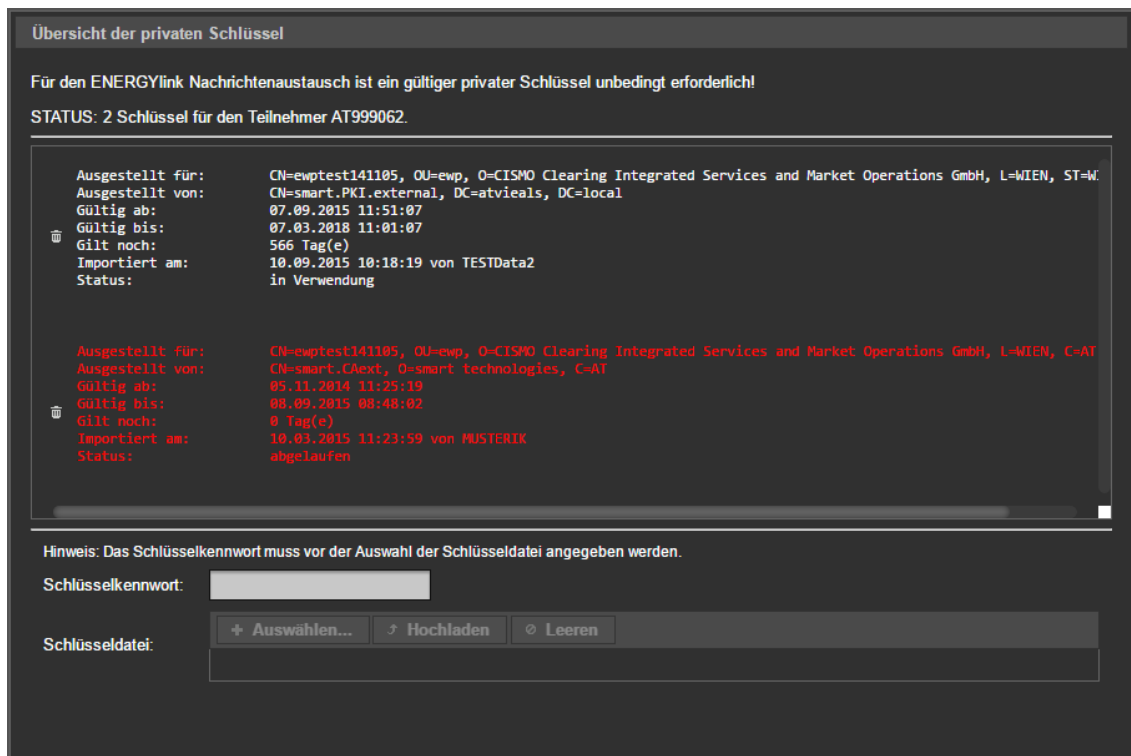 Übersicht der privaten Schlüssel
Für den ENERGYlink Nachrichtenaustausch ist ein gültiger privater Schlüssel unbedingt erforderlich!
STATUS: 2 Schlüssel für den Teilnehmer AT999062.
Ausgestellt für: CN=ewptest141105, OU=ewp, O=CISMO Clearing Integrated Services and Market Operations GmbH, L=WIEN, ST=W
Ausgestellt von: CN=smart.PKI.external, DC=atvieals, DC=local
Gültig ab: 07.09.2015 11:51:07
Gültig bis: 07.03.2018 11:01:07
Gilt noch: 566 Tag(e)
Importiert am: 10.09.2015 10:18:19 von TESTData2
Status: in Verwendung
Ausgestellt für: CN=ewptest141105, OU=ewp, O=CISMO Clearing Integrated Services and Market Operations GmbH, L=WIEN, C=AT
Ausgestellt von: CN=smart.CAext, O=smart technologies, C=AT
Gültig ab: 05.11.2014 11:25:19
Gültig bis: 08.09.2015 08:48:02
Gilt noch: 0 Tag(e)
Importiert am: 10.03.2015 11:23:59 von MUSTERIK
Status: abgelaufen
Hinweis: Das Schlüsselkennwort muss vor der Auswahl der Schlüsseldatei angegeben werden.
Schlüsselkennwort:
Auswählen... Hochladen Leeren
Schlüsseldatei: